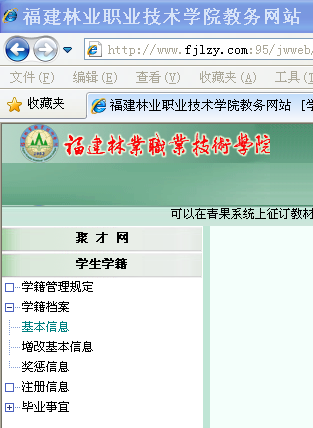 福建林业职业技术学院教务网站
http://www.fjlzy.com:95/jwweb/
文件(F) 编辑(E) 查看(V) 收藏夹(A) 工具(T
收藏夹 福建林业职业技术学院教务网站 [学
福建林業職業技術學院
可以在青果系统上征订教材
聚 才 网
学生学籍
学籍管理规定
学籍档案
基本信息
增改基本信息
奖惩信息
注册信息
毕业事宜